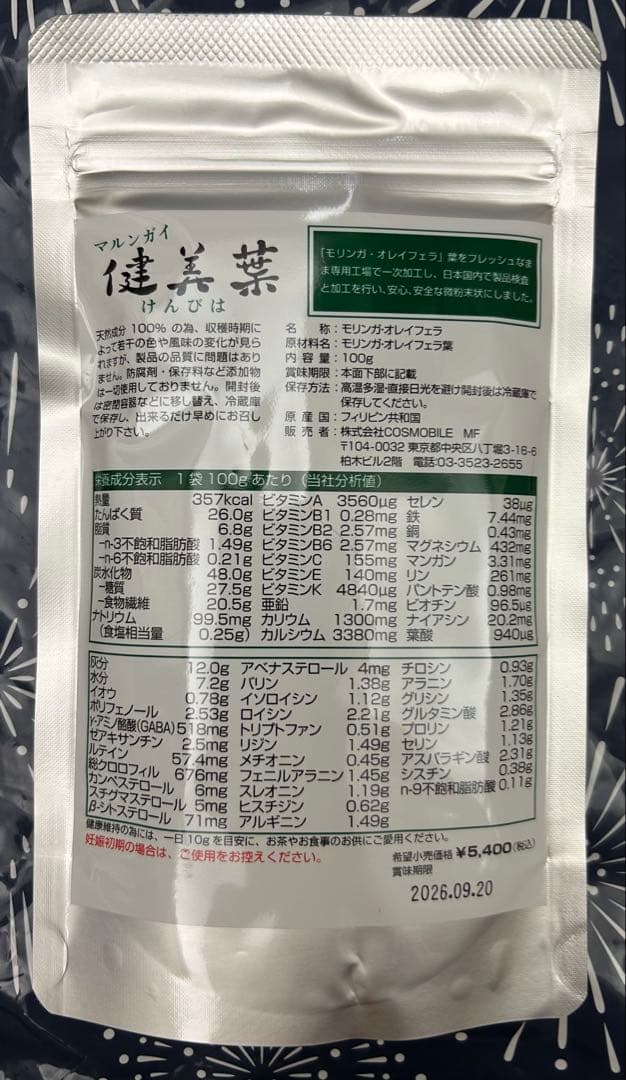 マルンガイ
健美葉
けんびは
「モリンガ・オレイフェラ」葉をフレッシュなま
ま専用工場で一次加工し、日本国内で製品検査
と加工を行い、安心、安全な微粉末状にしました。
天然成分 100% の為、収穫時期に
よって若干の色や風味の変化が見ら
れますが、製品の品質に問題はあり
ません。防腐剤・保存料など添加物
は一切使用しておりません。開封後
は密閉容器などに移し替え、冷蔵庫
で保存し、出来るだけ早めにお召し
上がり下さい。
名 称：モリンガ・オレイフェラ
原材料名：モリンガ・オレイフェラ葉
内 容 量：100g
賞味期限：本面下部に記載
保存方法：高温多湿・直接日光を避け開封後は冷蔵庫で
保存してください。
原 産 国：フィリピン共和国
販 売 者：株式会社COSMOBILE MF
〒104-0032 東京都中央区八丁堀3-16-6
柏木ビル2階 電話:03-3523-2655
栄養成分表示 1袋 100gあたり（当社分析値）
熱量 357kcal ビタミンA 3560μg セレン 38μg
たんぱく質 26.0g ビタミンB1 0.28mg 鉄 7.44mg
脂質 6.8g ビタミンB2 2.57mg 銅 0.43mg
−n-3不飽和脂肪酸 1.49g ビタミンB6 2.57mg マグネシウム 432mg
−n-6不飽和脂肪酸 0.21g ビタミンC 155mg マンガン 3.31mg
炭水化物 48.0g ビタミンE 140mg リン 261mg
−糖質 27.5g ビタミンK 4840μg パントテン酸 0.98mg
−食物繊維 20.5g 亜鉛 1.7mg ビオチン 96.5μg
ナトリウム 99.5mg カリウム 1300mg ナイアシン 20.2mg
（食塩相当量 0.25g） カルシウム 3380mg 葉酸 940μg
灰分 12.0g アベナステロール 4mg チロシン 0.93g
水分 7.2g バリン 1.38g アラニン 1.70g
イオウ 0.78g イソロイシン 1.12g グリシン 1.35g
ポリフェノール 2.53g ロイシン 2.21g グルタミン酸 2.86g
γ-アミノ酪酸(GABA) 518mg トリプトファン 0.51g プロリン 1.21g
ゼアキサンチン 2.5mg リジン 1.49g セリン 1.13g
ルテイン 57.4mg メチオニン 0.45g アスパラギン酸 2.31g
総クロロフィル 676mg フェニルアラニン 1.45g シスチン 0.38g
カンペステロール 6mg スレオニン 1.19g n-9不飽和脂肪酸 0.11g
スチグマステロール 5mg ヒスチジン 0.62g
β-シトステロール 71mg アルギニン 1.49g
健康維持の為には、一日10gを目安に、お茶やお食事のお供にご愛用ください。
妊娠初期の場合は、ご使用をお控えください。
希望小売価格 ¥5,400(税込)
賞味期限
2026.09.20